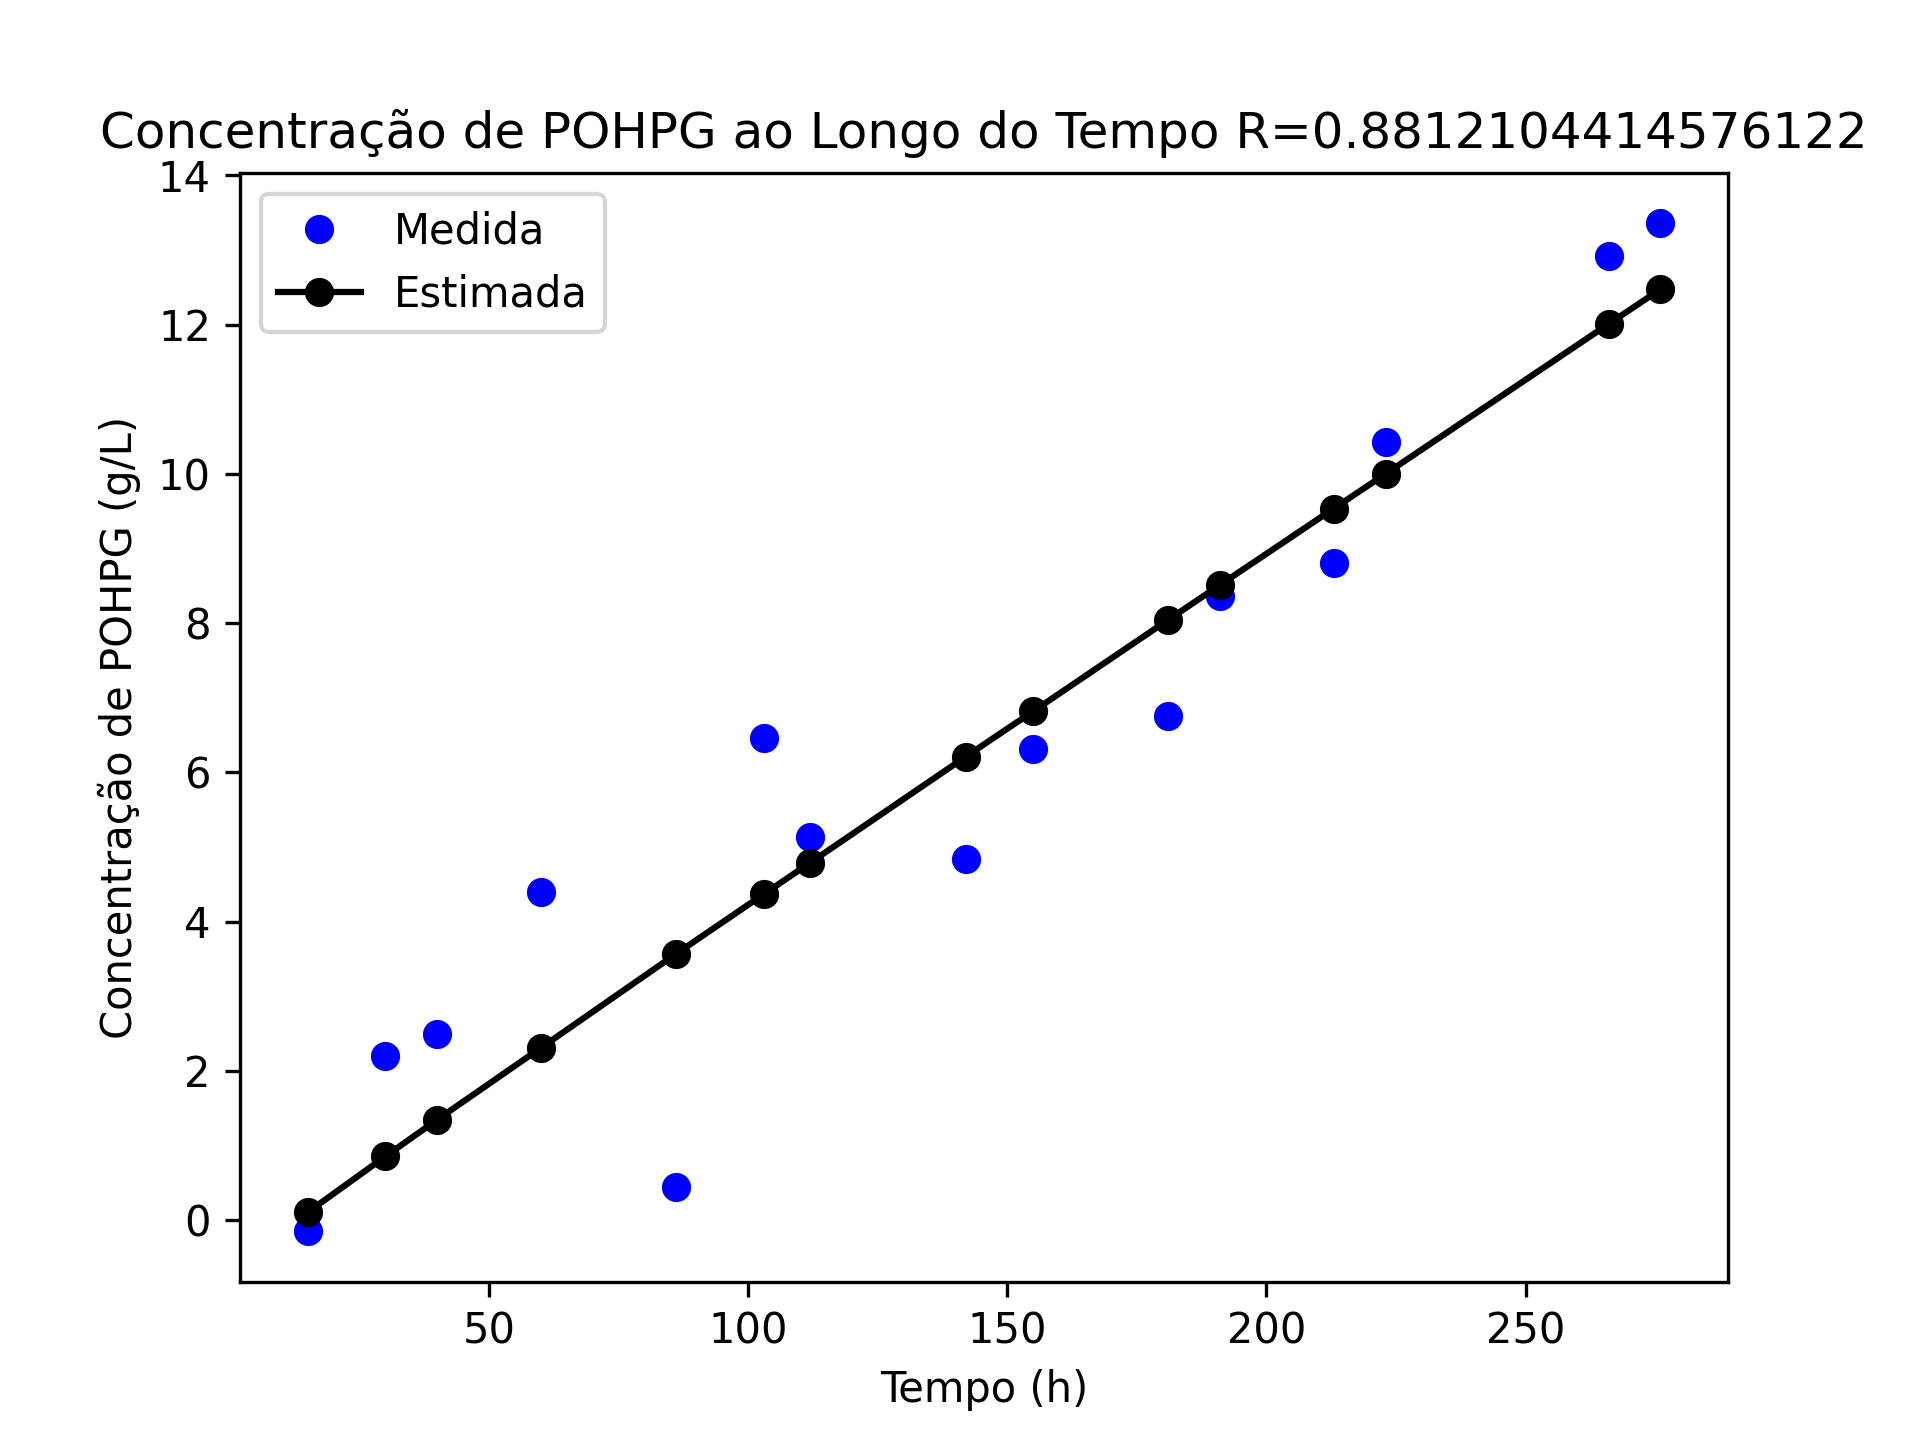 Concentração de POHPG ao Longo do Tempo R=0.8812104414576122
Medida
Estimada
Concentração de POHPG (g/L)
14
12
10
8
6
4
2
0
50 100 150 200 250
Tempo (h)